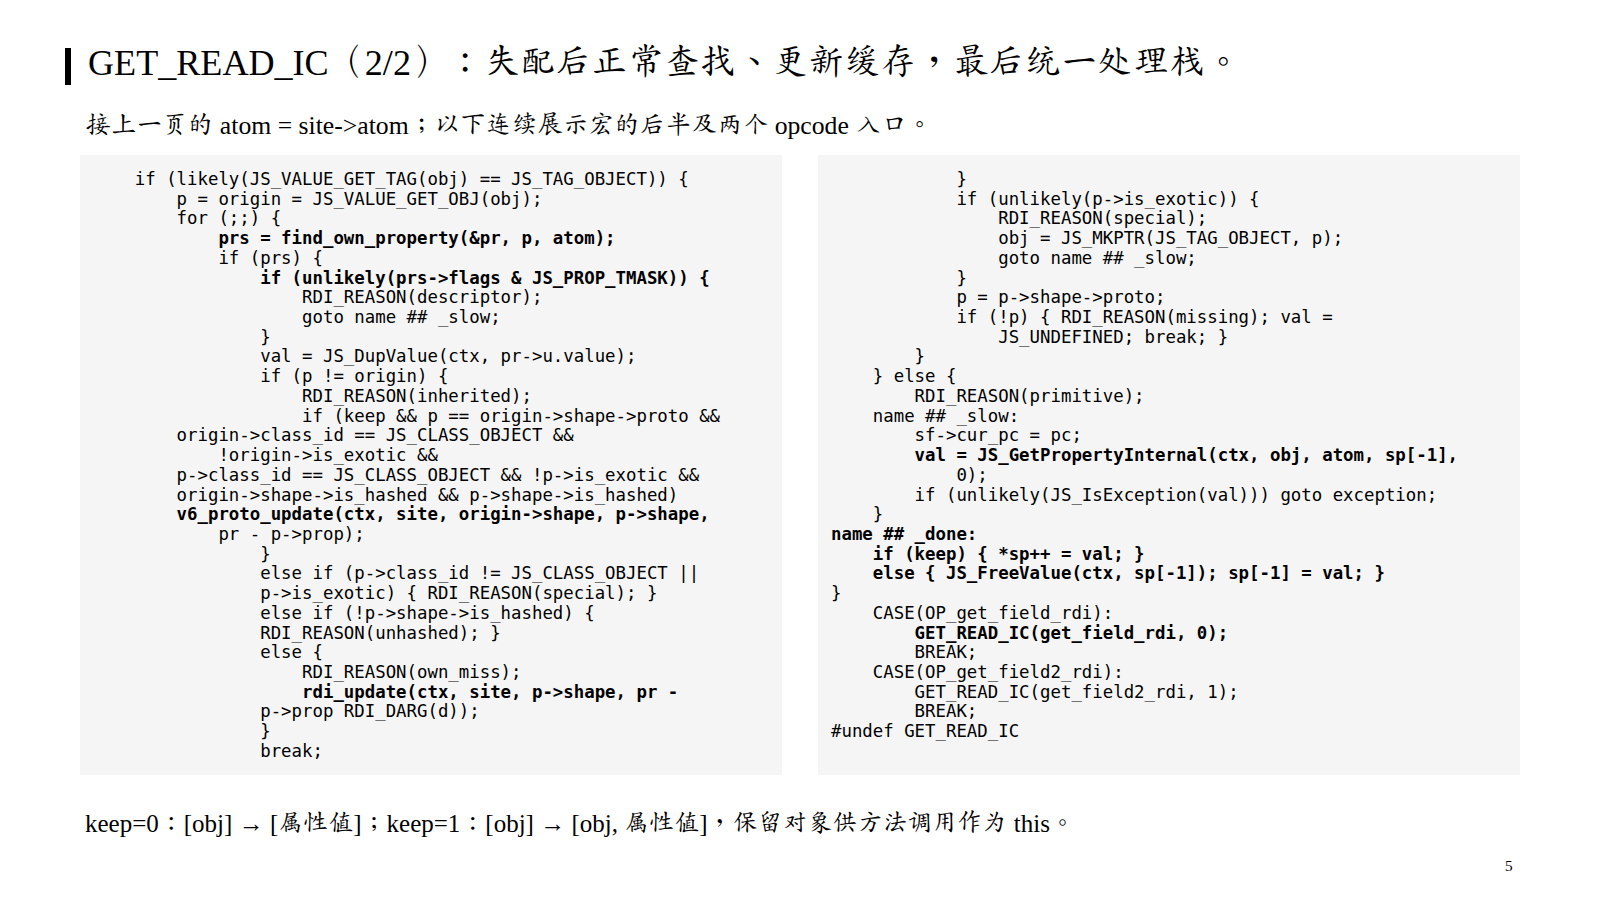 GET_READ_IC（2/2）：失配后正常查找、更新缓存，最后统一处理栈。
接上一页的 atom = site->atom；以下连续展示宏的后半及两个 opcode 入口。
if (likely(JS_VALUE_GET_TAG(obj) == JS_TAG_OBJECT)) {
p = origin = JS_VALUE_GET_OBJ(obj);
for (;;) {
prs = find_own_property(&pr, p, atom);
if (prs) {
if (unlikely(prs->flags & JS_PROP_TMASK)) {
RDI_REASON(descriptor);
goto name ## _slow;
}
val = JS_DupValue(ctx, pr->u.value);
if (p != origin) {
RDI_REASON(inherited);
if (keep && p == origin->shape->proto &&
origin->class_id == JS_CLASS_OBJECT &&
!origin->is_exotic &&
p->class_id == JS_CLASS_OBJECT && !p->is_exotic &&
origin->shape->is_hashed && p->shape->is_hashed)
v6_proto_update(ctx, site, origin->shape, p->shape,
pr - p->prop);
}
else if (p->class_id != JS_CLASS_OBJECT ||
p->is_exotic) { RDI_REASON(special); }
else if (!p->shape->is_hashed) {
RDI_REASON(unhashed); }
else {
RDI_REASON(own_miss);
rdi_update(ctx, site, p->shape, pr -
p->prop RDI_DARG(d));
}
break;
}
if (unlikely(p->is_exotic)) {
RDI_REASON(special);
obj = JS_MKPTR(JS_TAG_OBJECT, p);
goto name ## _slow;
}
p = p->shape->proto;
if (!p) { RDI_REASON(missing); val =
JS_UNDEFINED; break; }
}
} else {
RDI_REASON(primitive);
name ## _slow:
sf->cur_pc = pc;
val = JS_GetPropertyInternal(ctx, obj, atom, sp[-1],
0);
if (unlikely(JS_IsException(val))) goto exception;
}
name ## _done:
if (keep) { *sp++ = val; }
else { JS_FreeValue(ctx, sp[-1]); sp[-1] = val; }
}
CASE(OP_get_field_rdi):
GET_READ_IC(get_field_rdi, 0);
BREAK;
CASE(OP_get_field2_rdi):
GET_READ_IC(get_field2_rdi, 1);
BREAK;
#undef GET_READ_IC
keep=0：[obj] → [属性值]；keep=1：[obj] → [obj, 属性值]，保留对象供方法调用作为 this。
5